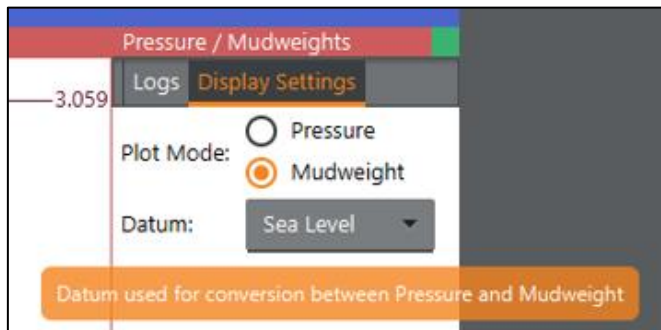 Pressure / Mudweights
Logs Display Settings
3.059
Plot Mode:
Pressure
Mudweight
Datum:
Sea Level
Datum used for conversion between Pressure and Mudweight